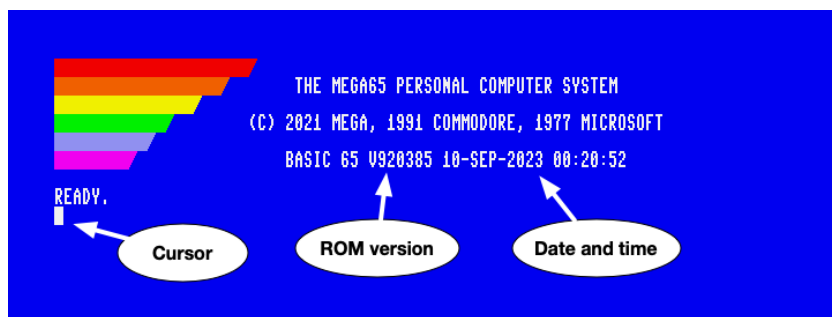 THE MEGA65 PERSONAL COMPUTER SYSTEM
(C) 2021 MEGA, 1991 COMMODORE, 1977 MICROSOFT
BASIC 65 V920385 10-SEP-2023 00:20:52
READY.
Cursor
ROM version
Date and time